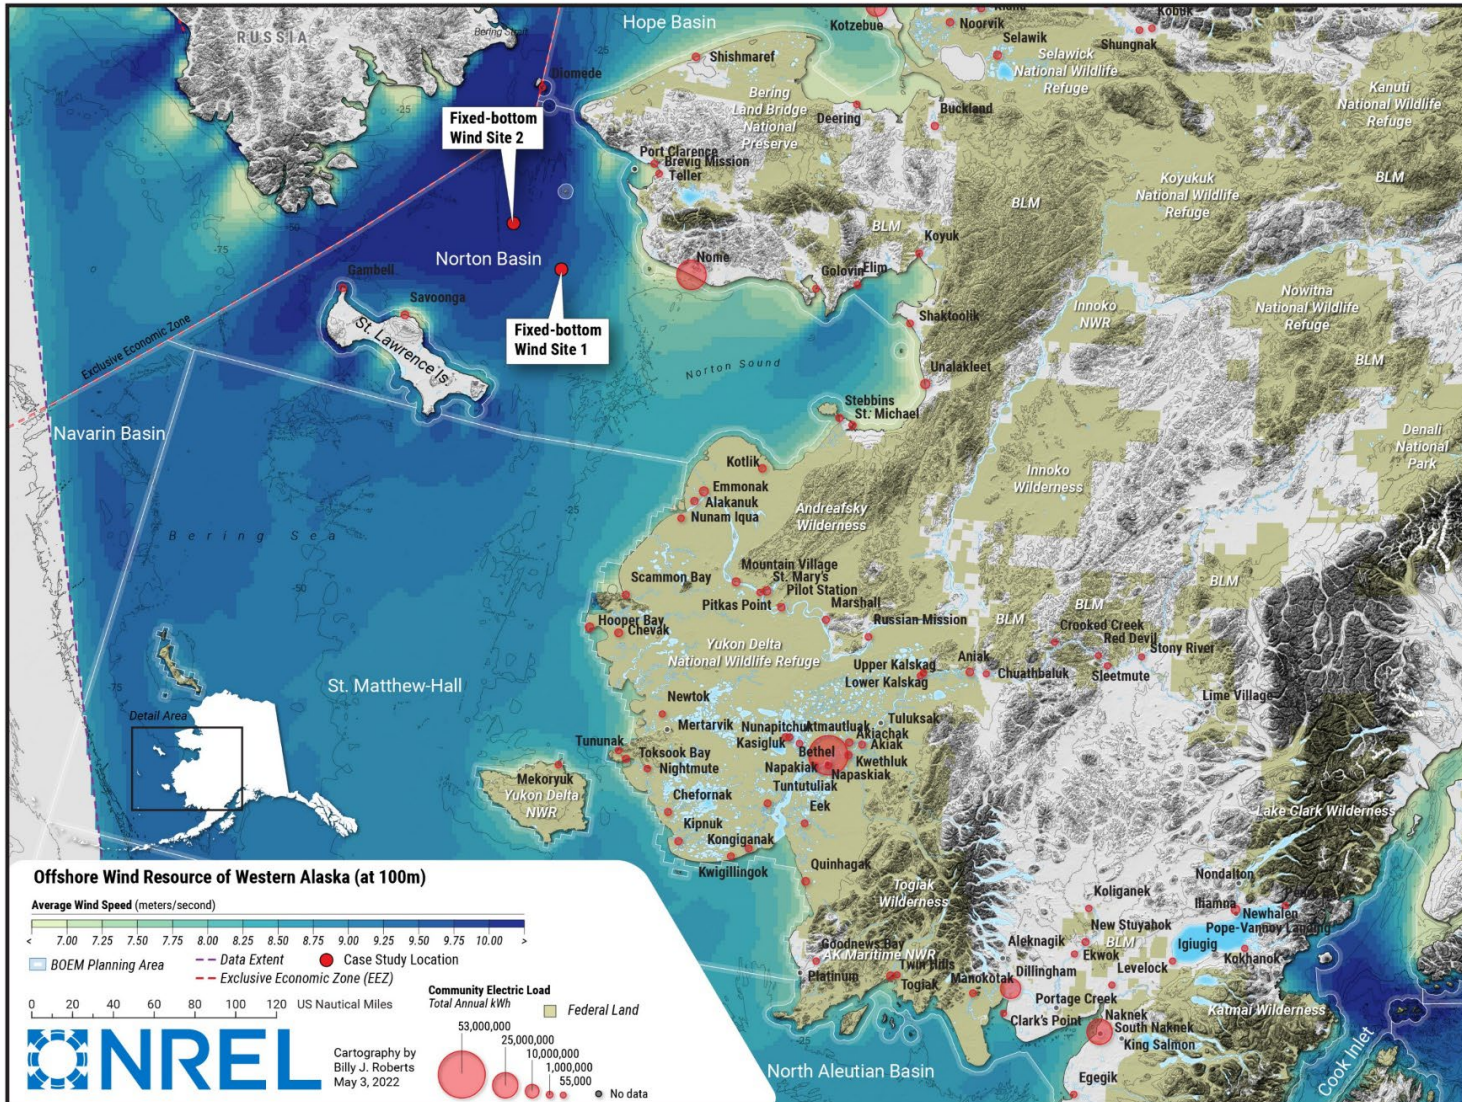 Hope Basin
Kotzebue
Noorvik
Kiana
Kobuk
Shungnak
Selawik
Selawick
National Wildlife
Refuge
RUSSIA
Bering Strait
-25
Shishmaref
Diomede
Bering
Land Bridge
National
Preserve
Deering
Buckland
Kanuti
National Wildlife
Refuge
-25
Fixed-bottom
Wind Site 2
Port Clarence
Brevig Mission
Teller
Koyukuk
National Wildlife
Refuge
BLM
BLM
BLM
-50
-75
Norton Basin
Koyuk
Nome
Golovin
Elim
Gambell
Savoonga
St. Lawrence Is.
Exclusive Economic Zone
Fixed-bottom
Wind Site 1
Shaktoolik
Innoko
NWR
Nowitna
National Wildlife
Refuge
Norton Sound
Unalakleet
BLM
Stebbins
St. Michael
Navarin Basin
Denali
National
Park
Kotlik
Innoko
Wilderness
Emmonak
Alakanuk
Nunam Iqua
-25
Andreafsky
Wilderness
Bering Sea
Mountain Village
St. Mary's
Pilot Station
Pitkas Point
Marshall
Scammon Bay
-50
BLM
BLM
BLM
Hooper Bay
Chevak
Russian Mission
Crooked Creek
Red Devil
Stony River
Sleetmute
Yukon Delta
National Wildlife Refuge
Upper Kalskag
Lower Kalskag
Aniak
Chuathbaluk
Lime Village
-75
St. Matthew-Hall
Newtok
Mertarvik
Nunapitchuk
Atmautluak
Tuluksak
Kasigluk
Akiachak
Akiak
Bethel
Kwethluk
Napakiak
Napaskiak
Detail Area
Tununak
Toksook Bay
Nightmute
Mekoryuk
Yukon Delta
NWR
Tuntutuliak
Chefornak
Eek
Kipnuk
Kongiganak
Kwigillingok
Quinhagak
Lake Clark Wilderness
Togiak
Wilderness
Koliganek
Nondalton
Iliamna
Pedro Bay
Newhalen
Pope-Vannoy Landing
New Stuyahok
Aleknagik
BLM
Ekwok
Igiugig
Kokhanok
Levelock
Goodnews Bay
AK Maritime NWR
Platinum
Twin Hills
Togiak
Manokotak
Dillingham
Portage Creek
Clark's Point
Naknek
South Naknek
King Salmon
Katmai Wilderness
Egegik
Cook Inlet
North Aleutian Basin
Offshore Wind Resource of Western Alaska (at 100m)
Average Wind Speed (meters/second)
< 7.00 7.25 7.50 7.75 8.00 8.25 8.50 8.75 9.00 9.25 9.50 9.75 10.00 >
BOEM Planning Area
Data Extent
Case Study Location
Exclusive Economic Zone (EEZ)
0 20 40 60 80 100 120 US Nautical Miles
Community Electric Load
Total Annual kWh
53,000,000
25,000,000
10,000,000
1,000,000
55,000
No data
Federal Land
NREL
Cartography by
Billy J. Roberts
May 3, 2022